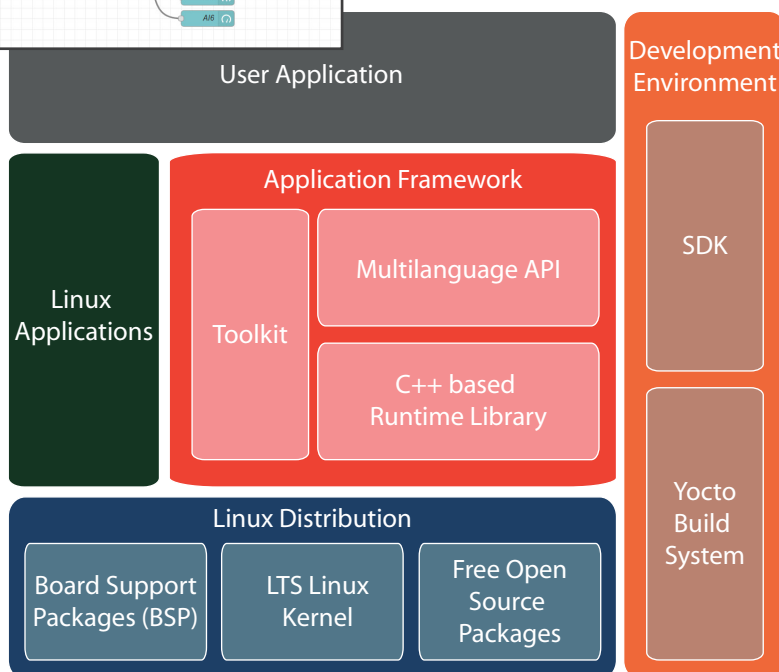 AI6
User Application
Development
Environment
Application Framework
SDK
Multilanguage API
Linux
Applications
Toolkit
C++ based
Runtime Library
Yocto
Build
System
Linux Distribution
Board Support
Packages (BSP)
LTS Linux
Kernel
Free Open
Source
Packages